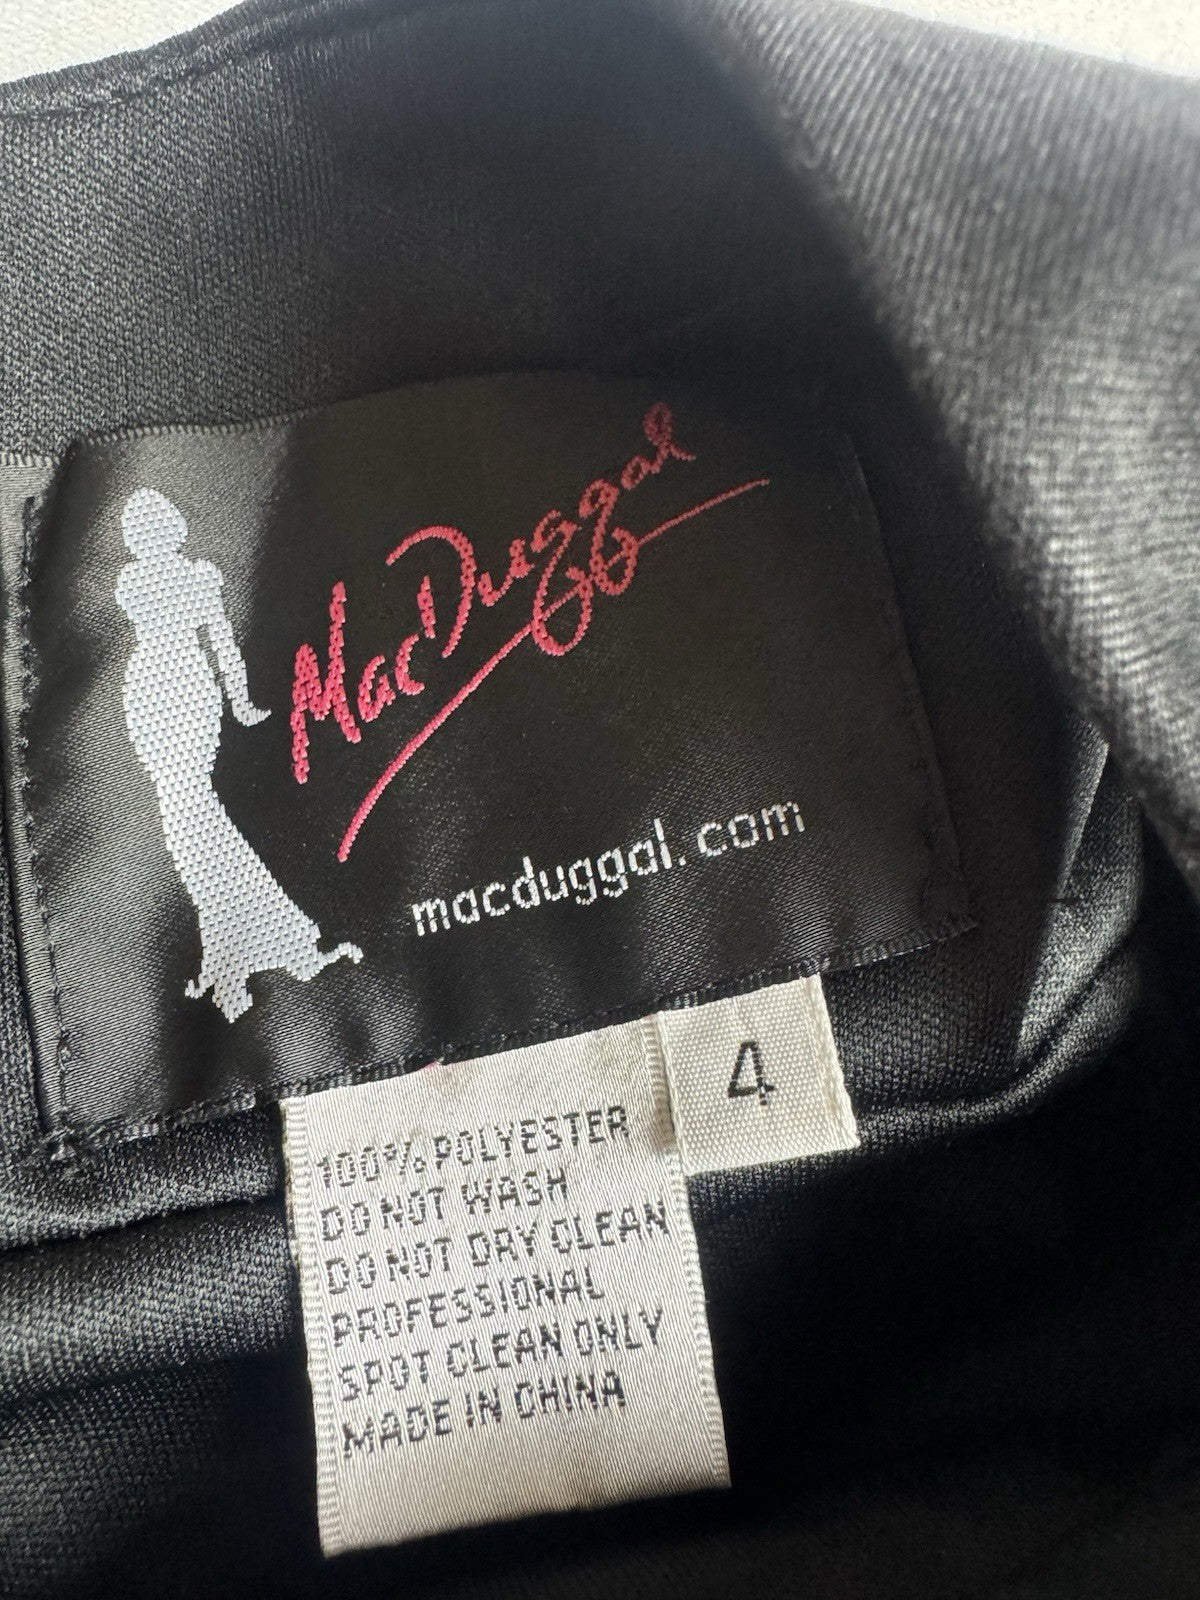 MacDuggal
macduggal.com
4
100% POLYESTER
DO NOT WASH
DO NOT DRY CLEAN
PROFESSIONAL
SPOT CLEAN ONLY
MADE IN CHINA